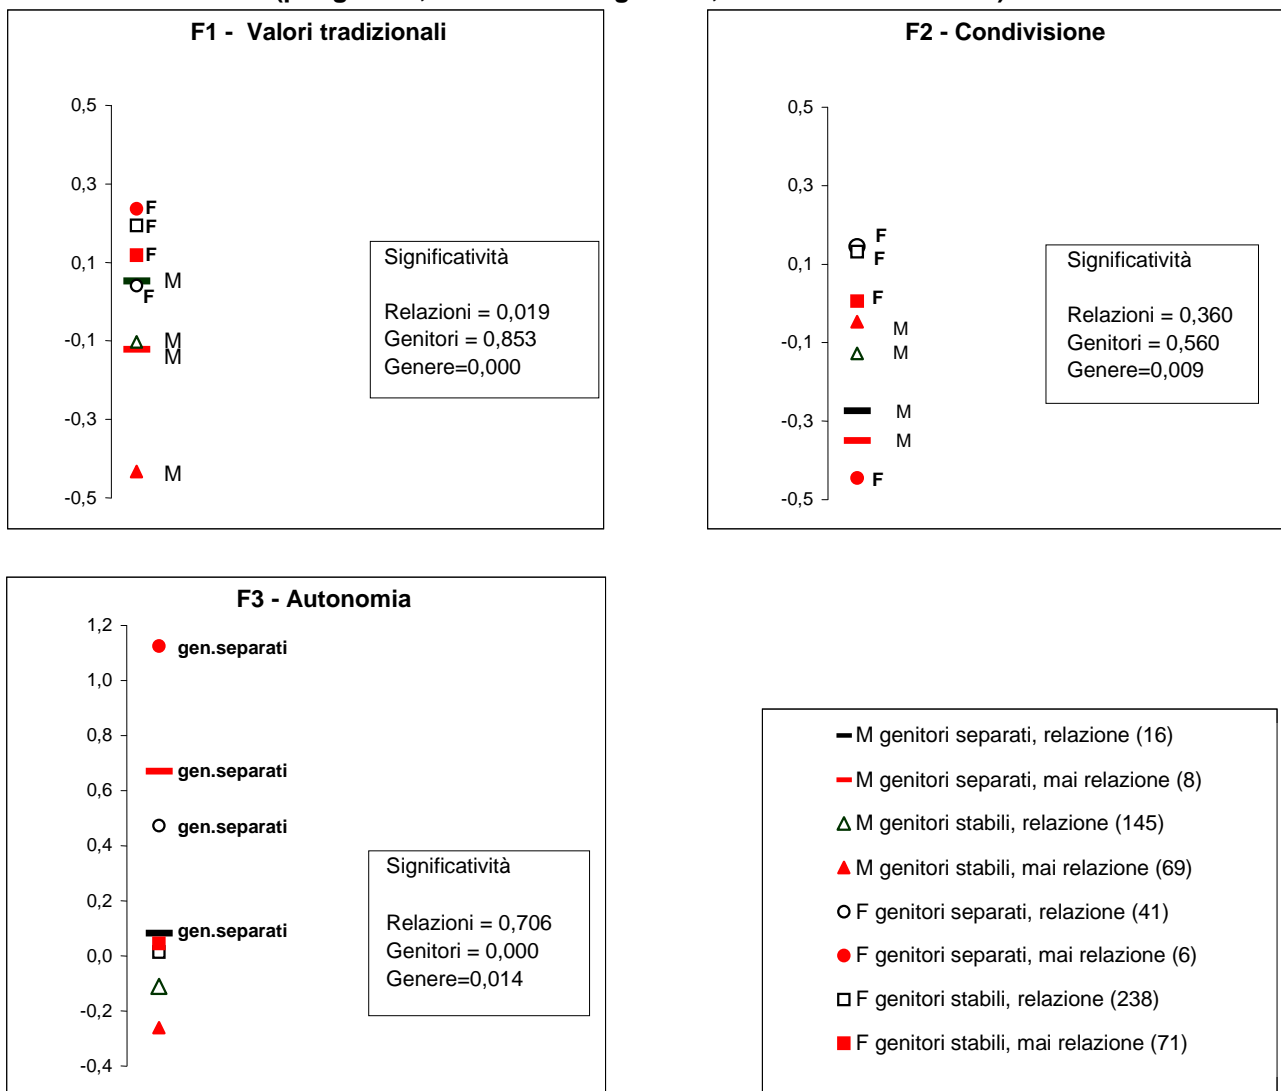 F1 - Valori tradizionali
0,5
0,3
0,1
-0,1
-0,3
-0,5
F
F
F
M
F
M
M
M
Significatività
Relazioni = 0,019
Genitori = 0,853
Genere=0,000
F2 - Condivisione
0,5
0,3
0,1
-0,1
-0,3
-0,5
F
F
F
M
M
M
M
F
Significatività
Relazioni = 0,360
Genitori = 0,560
Genere=0,009
F3 - Autonomia
1,2
1,0
0,8
0,6
0,4
0,2
0,0
-0,2
-0,4
gen.separati
gen.separati
gen.separati
gen.separati
Significatività
Relazioni = 0,706
Genitori = 0,000
Genere=0,014
M genitori separati, relazione (16)
M genitori separati, mai relazione (8)
M genitori stabili, relazione (145)
M genitori stabili, mai relazione (69)
F genitori separati, relazione (41)
F genitori separati, mai relazione (6)
F genitori stabili, relazione (238)
F genitori stabili, mai relazione (71)